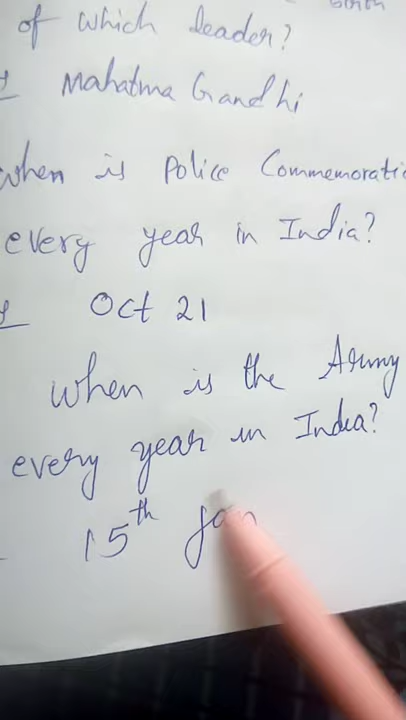 of which leader?
Mahatma Gandhi
when is Police Commemorati
every year in India?
Oct 21
when is the Army
every year in India?
15th Jan